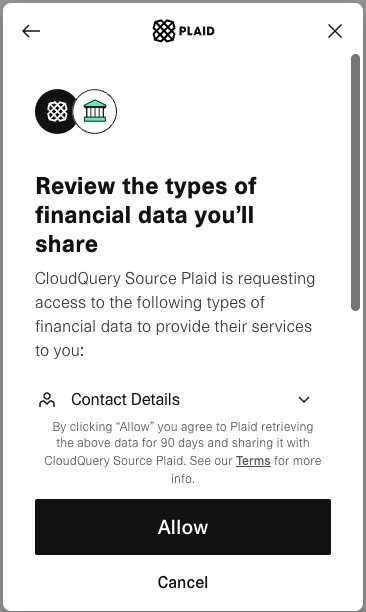 PLAID
Review the types of
financial data you’ll
share
CloudQuery Source Plaid is requesting
access to the following types of
financial data to provide their services
to you:
Contact Details
By clicking “Allow” you agree to Plaid retrieving
the above data for 90 days and sharing it with
CloudQuery Source Plaid. See our Terms for more
info.
Allow
Cancel